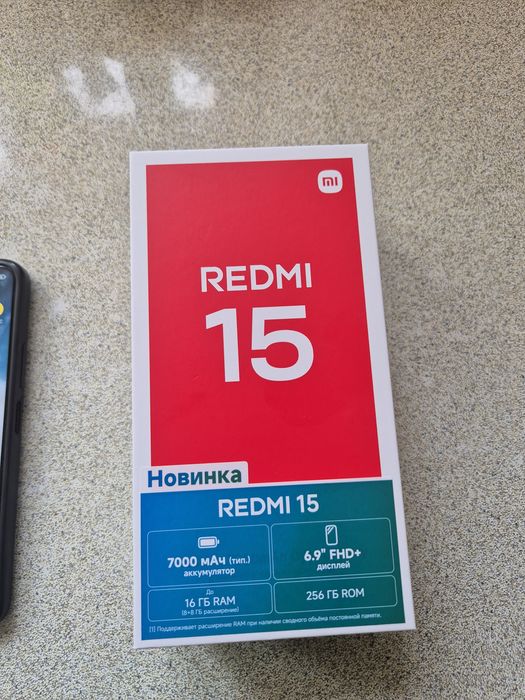 mi
REDMI
15
Новинка
REDMI 15
7000 мАч (тип.)
аккумулятор
6.9" FHD+
дисплей
До
16 ГБ RAM
(8+8 ГБ расширение)
256 ГБ ROM
[1] Поддерживает расширение RAM при наличии свободного объёма постоянной памяти.